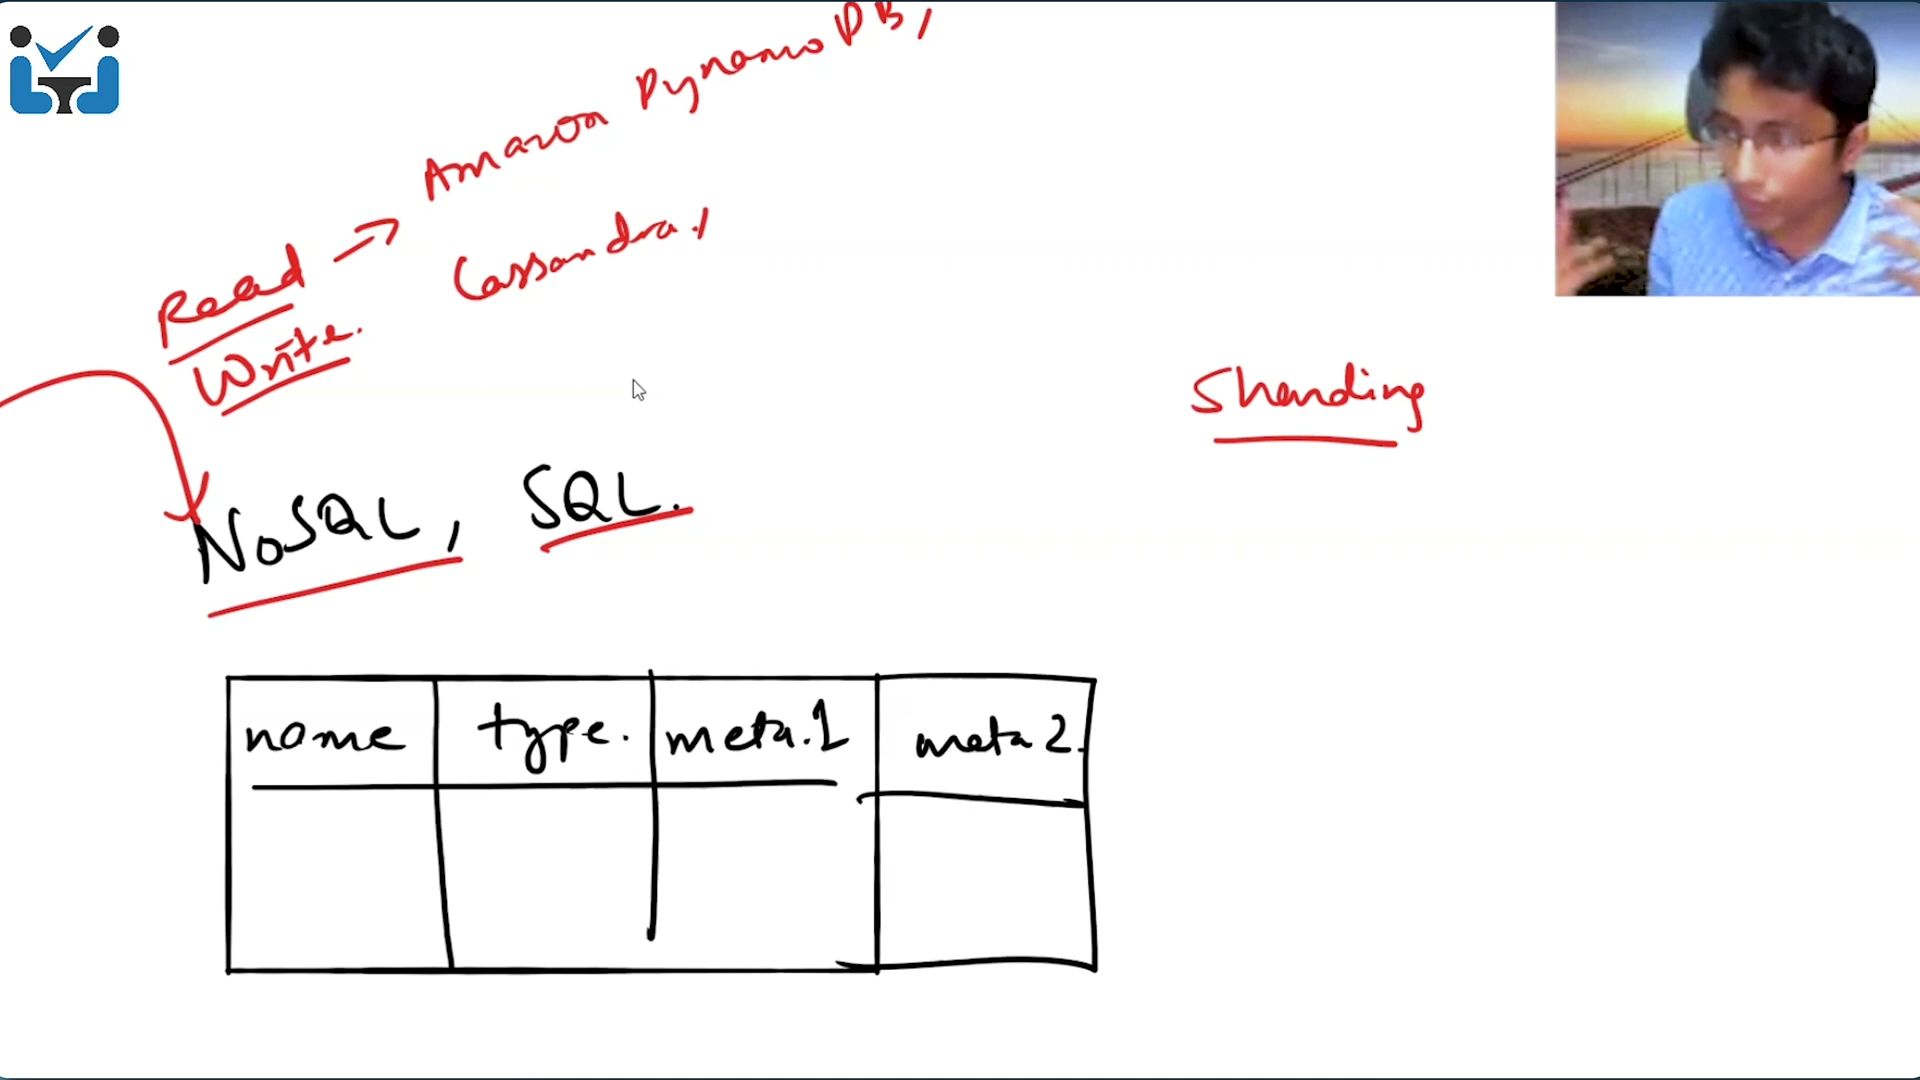 Amazon DynamoDB,
Read → Cassandra,
Write.
Sharding
NoSQL, SQL.
name type. meta.1 meta 2.